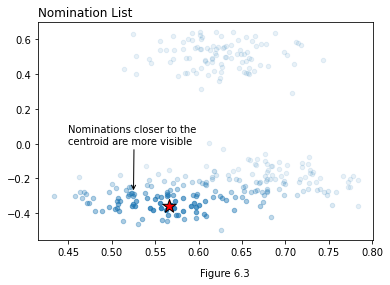 Nomination List
0.6
0.4
0.2
0.0
−0.2
−0.4
Nominations closer to the
centroid are more visible
0.45 0.50 0.55 0.60 0.65 0.70 0.75 0.80
Figure 6.3